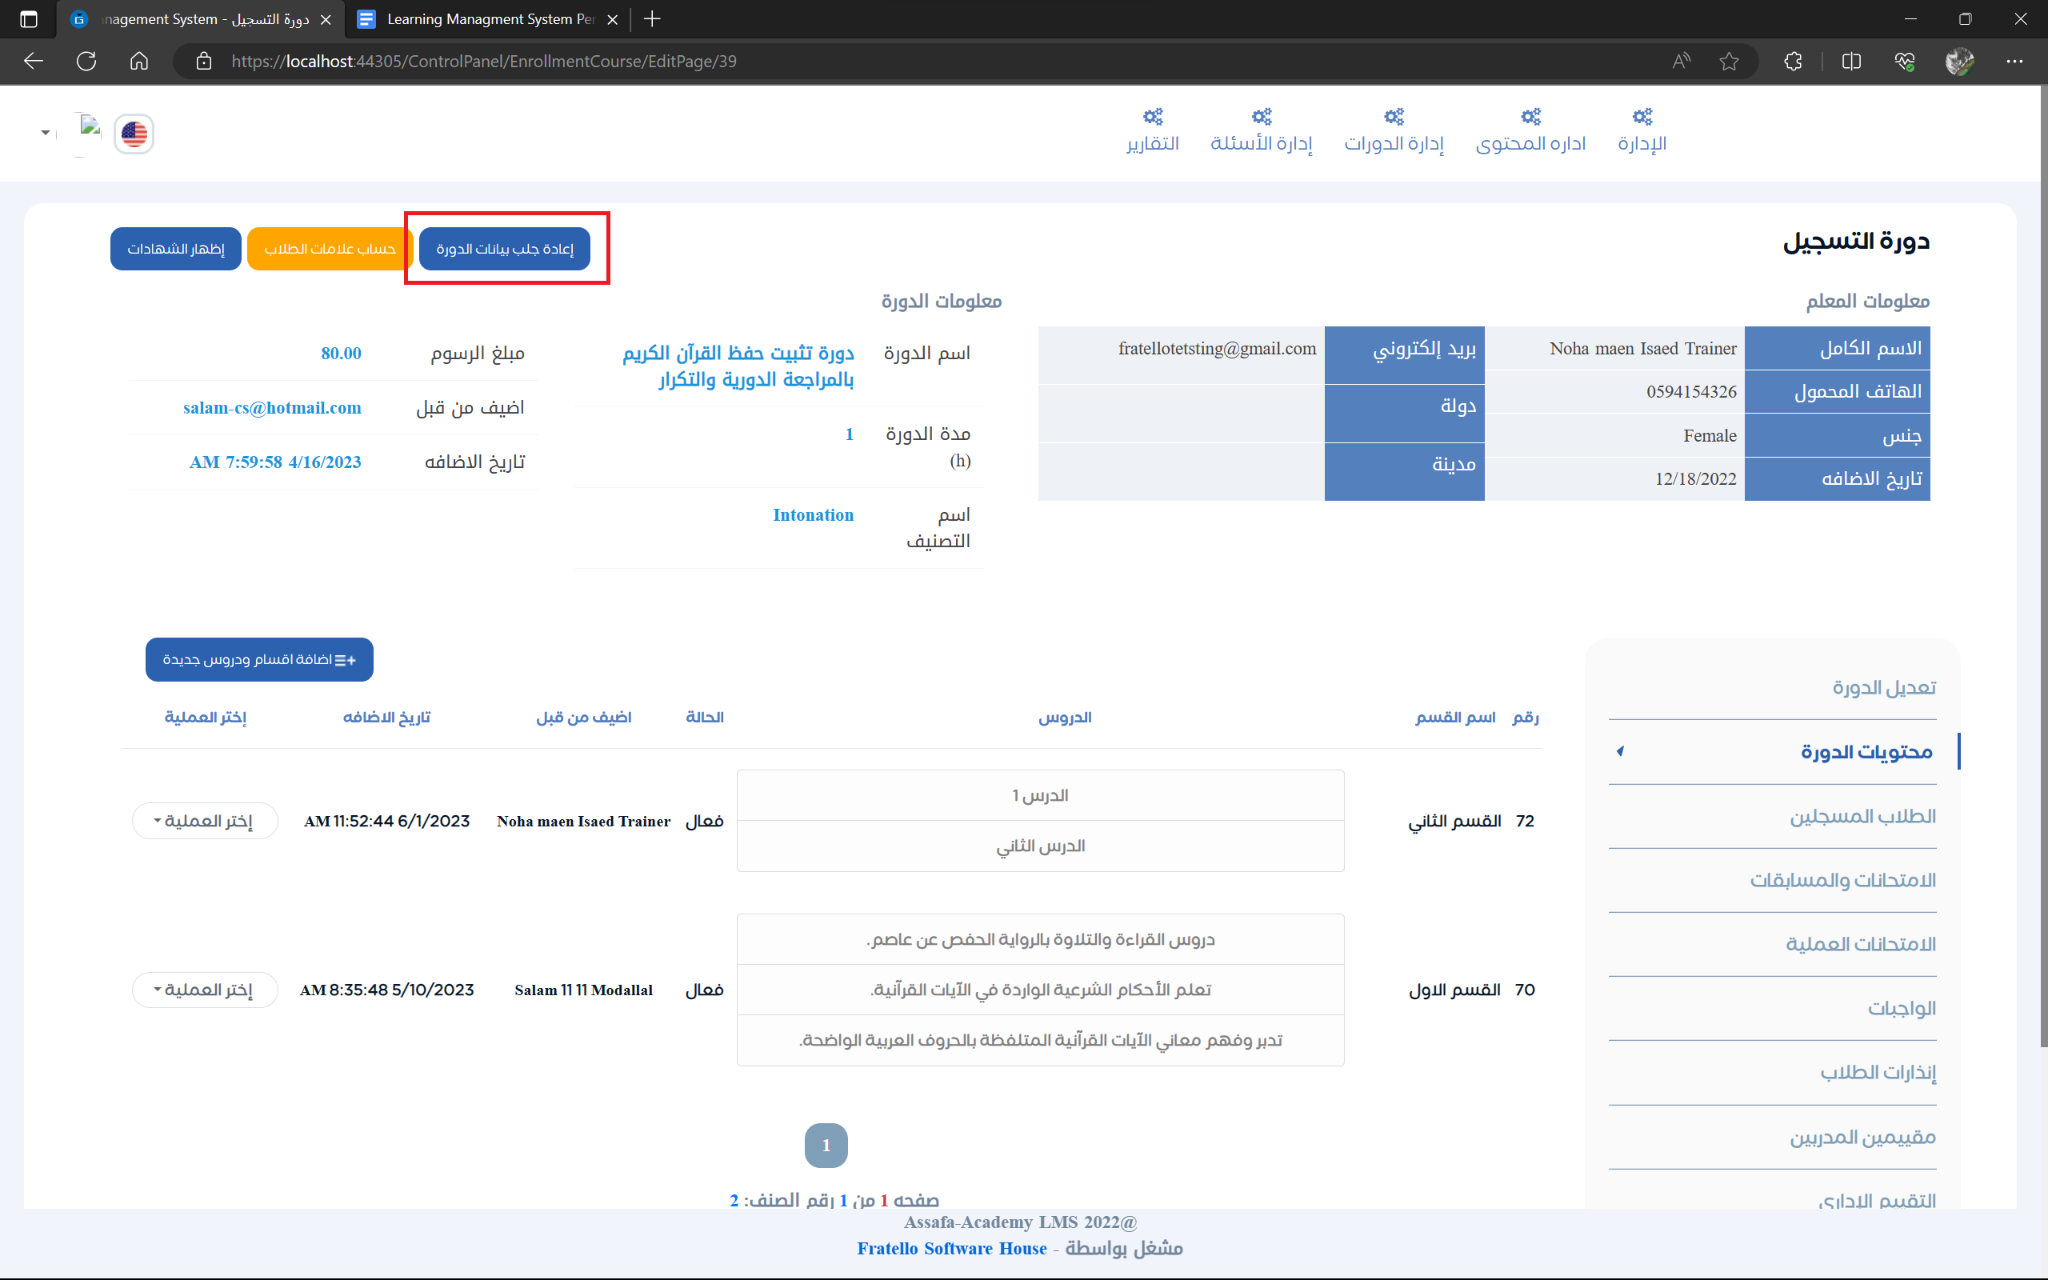 nagement System - دورة التسجيل
Learning Managment System Per
https://localhost:44305/ControlPanel/EnrollmentCourse/EditPage/39
الإدارة
اداره المحتوى
إدارة الدورات
إدارة الأسئلة
التقارير
دورة التسجيل
إعادة جلب بيانات الدورة
حساب علامات الطلاب
إظهار الشهادات
معلومات المعلم
الاسم الكامل Noha maen Isaed Trainer
الهاتف المحمول 0594154326
جنس Female
تاريخ الاضافه 12/18/2022
بريد إلكتروني fratellotetsting@gmail.com
دولة
مدينة
معلومات الدورة
اسم الدورة دورة تثبيت حفظ القرآن الكريم
بالمراجعة الدورية والتكرار
مدة الدورة 1
(h)
اسم Intonation
التصنيف
مبلغ الرسوم 80.00
اضيف من قبل salam-cs@hotmail.com
تاريخ الاضافه AM 7:59:58 4/16/2023
تعديل الدورة
محتويات الدورة
الطلاب المسجلين
الامتحانات والمسابقات
الامتحانات العملية
الواجبات
إنذارات الطلاب
مقييمين المدربين
التقييم الاداري
اضافة اقسام ودروس جديدة
رقم اسم القسم الدروس الحالة اضيف من قبل تاريخ الاضافه إختر العملية
الدرس 1
72 القسم الثاني فعال Noha maen Isaed Trainer AM 11:52:44 6/1/2023 إختر العملية
الدرس الثاني
دروس القراءة والتلاوة بالرواية الحفص عن عاصم.
70 القسم الاول تعلم الأحكام الشرعية الواردة في الآيات القرآنية. فعال Salam 11 11 Modallal AM 8:35:48 5/10/2023 إختر العملية
تدبر وفهم معاني الآيات القرآنية المتلفظة بالحروف العربية الواضحة.
1
صفحه 1 من 1 رقم الصنف: 2
Assafa-Academy LMS 2022@
مشغل بواسطة - Fratello Software House